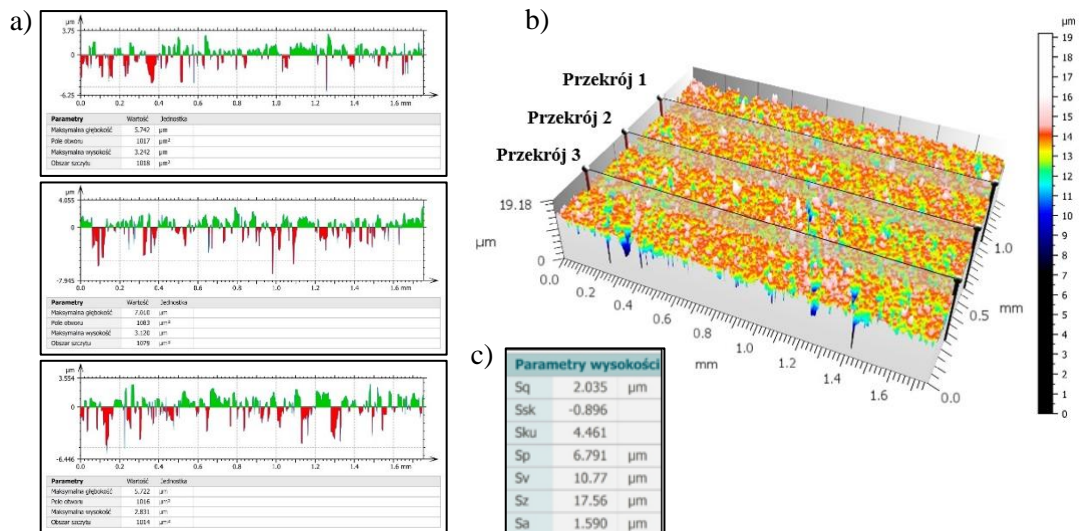 a)
µm
3.75
0
-6.25
0.0 0.2 0.4 0.6 0.8 1.0 1.2 1.4 1.6 mm
Parametry Wartość Jednostka
Maksymalna głębokość 5.742 µm
Pole otworu 1017 µm²
Maksymalna wysokość 3.242 µm
Obszar szczytu 1018 µm²
µm
4.055
0
-7.945
0.0 0.2 0.4 0.6 0.8 1.0 1.2 1.4 1.6 mm
Parametry Wartość Jednostka
Maksymalna głębokość 7.010 µm
Pole otworu 1083 µm²
Maksymalna wysokość 3.120 µm
Obszar szczytu 1079 µm²
µm
3.554
0
-6.446
0.0 0.2 0.4 0.6 0.8 1.0 1.2 1.4 1.6 mm
Parametry Wartość Jednostka
Maksymalna głębokość 5.722 µm
Pole otworu 1016 µm²
Maksymalna wysokość 2.831 µm
Obszar szczytu 1014 µm²
b)
Przekrój 1
Przekrój 2
Przekrój 3
19.18
µm
0
0.0
0.2
0.4
0.6
0.8
mm
1.0
1.2
1.4
1.6
0.0
0.5
mm
1.0
µm
19
18
17
16
15
14
13
12
11
10
9
8
7
6
5
4
3
2
1
0
c)
Parametry wysokości
Sq 2.035 µm
Ssk -0.896
Sku 4.461
Sp 6.791 µm
Sv 10.77 µm
Sz 17.56 µm
Sa 1.590 µm